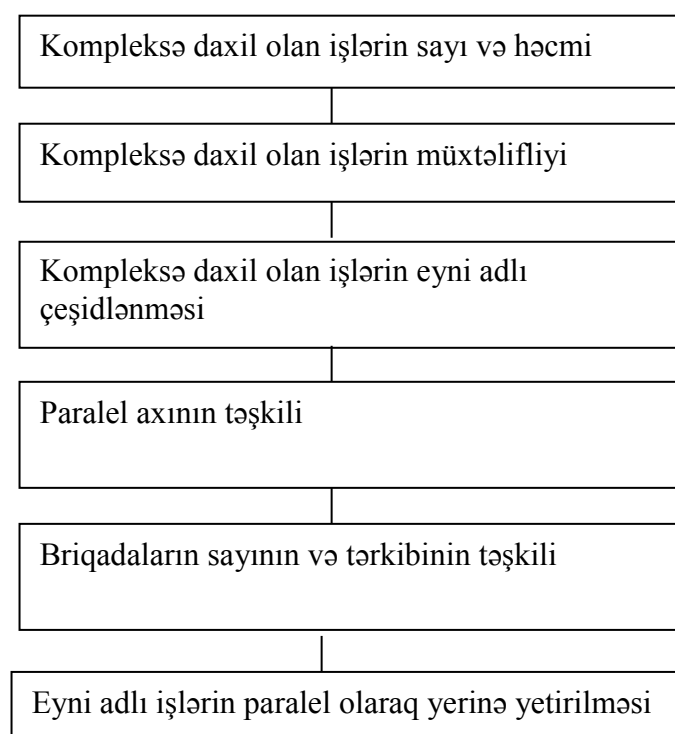 Kompleksə daxil olan işlərin sayı və həcmi
Kompleksə daxil olan işlərin müxtəlifliyi
Kompleksə daxil olan işlərin eyni adlı
çeşidlənməsi
Paralel axının təşkili
Briqadaların sayının və tərkibinin təşkili
Eyni adlı işlərin paralel olaraq yerinə yetirilməsi